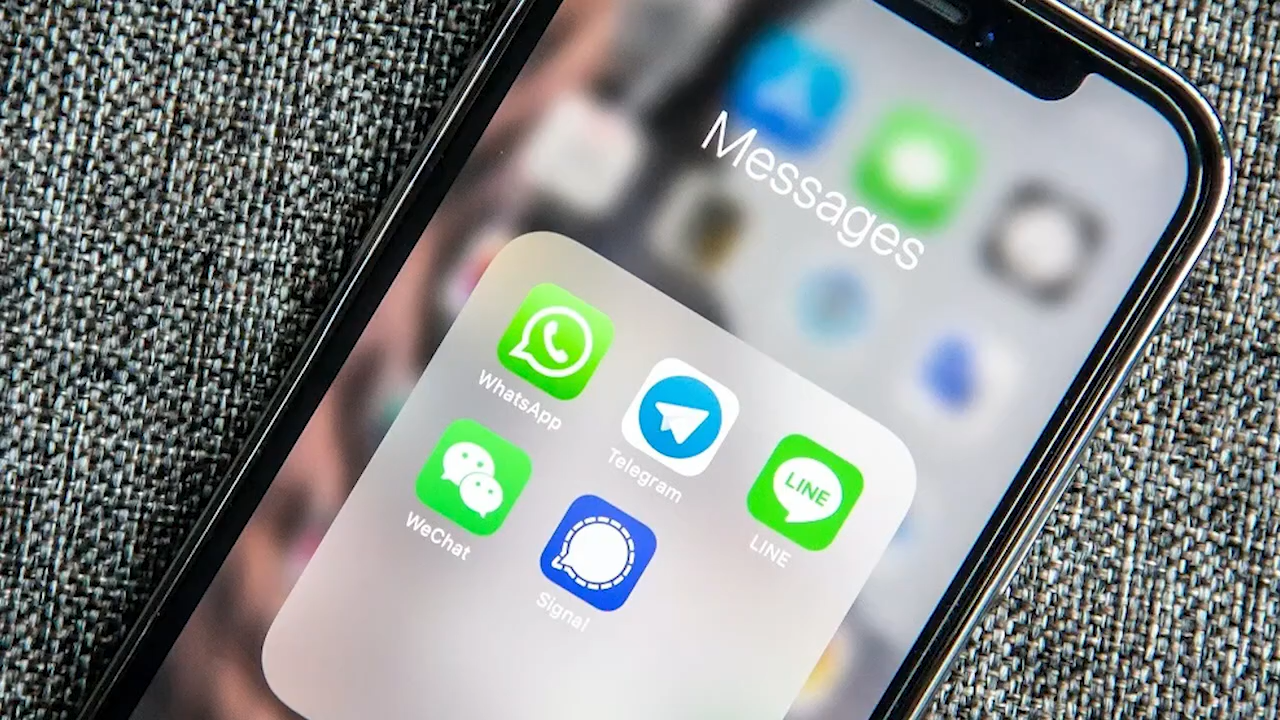 Messages
WhatsApp
Telegram
LINE
LINE
WeChat
Signal